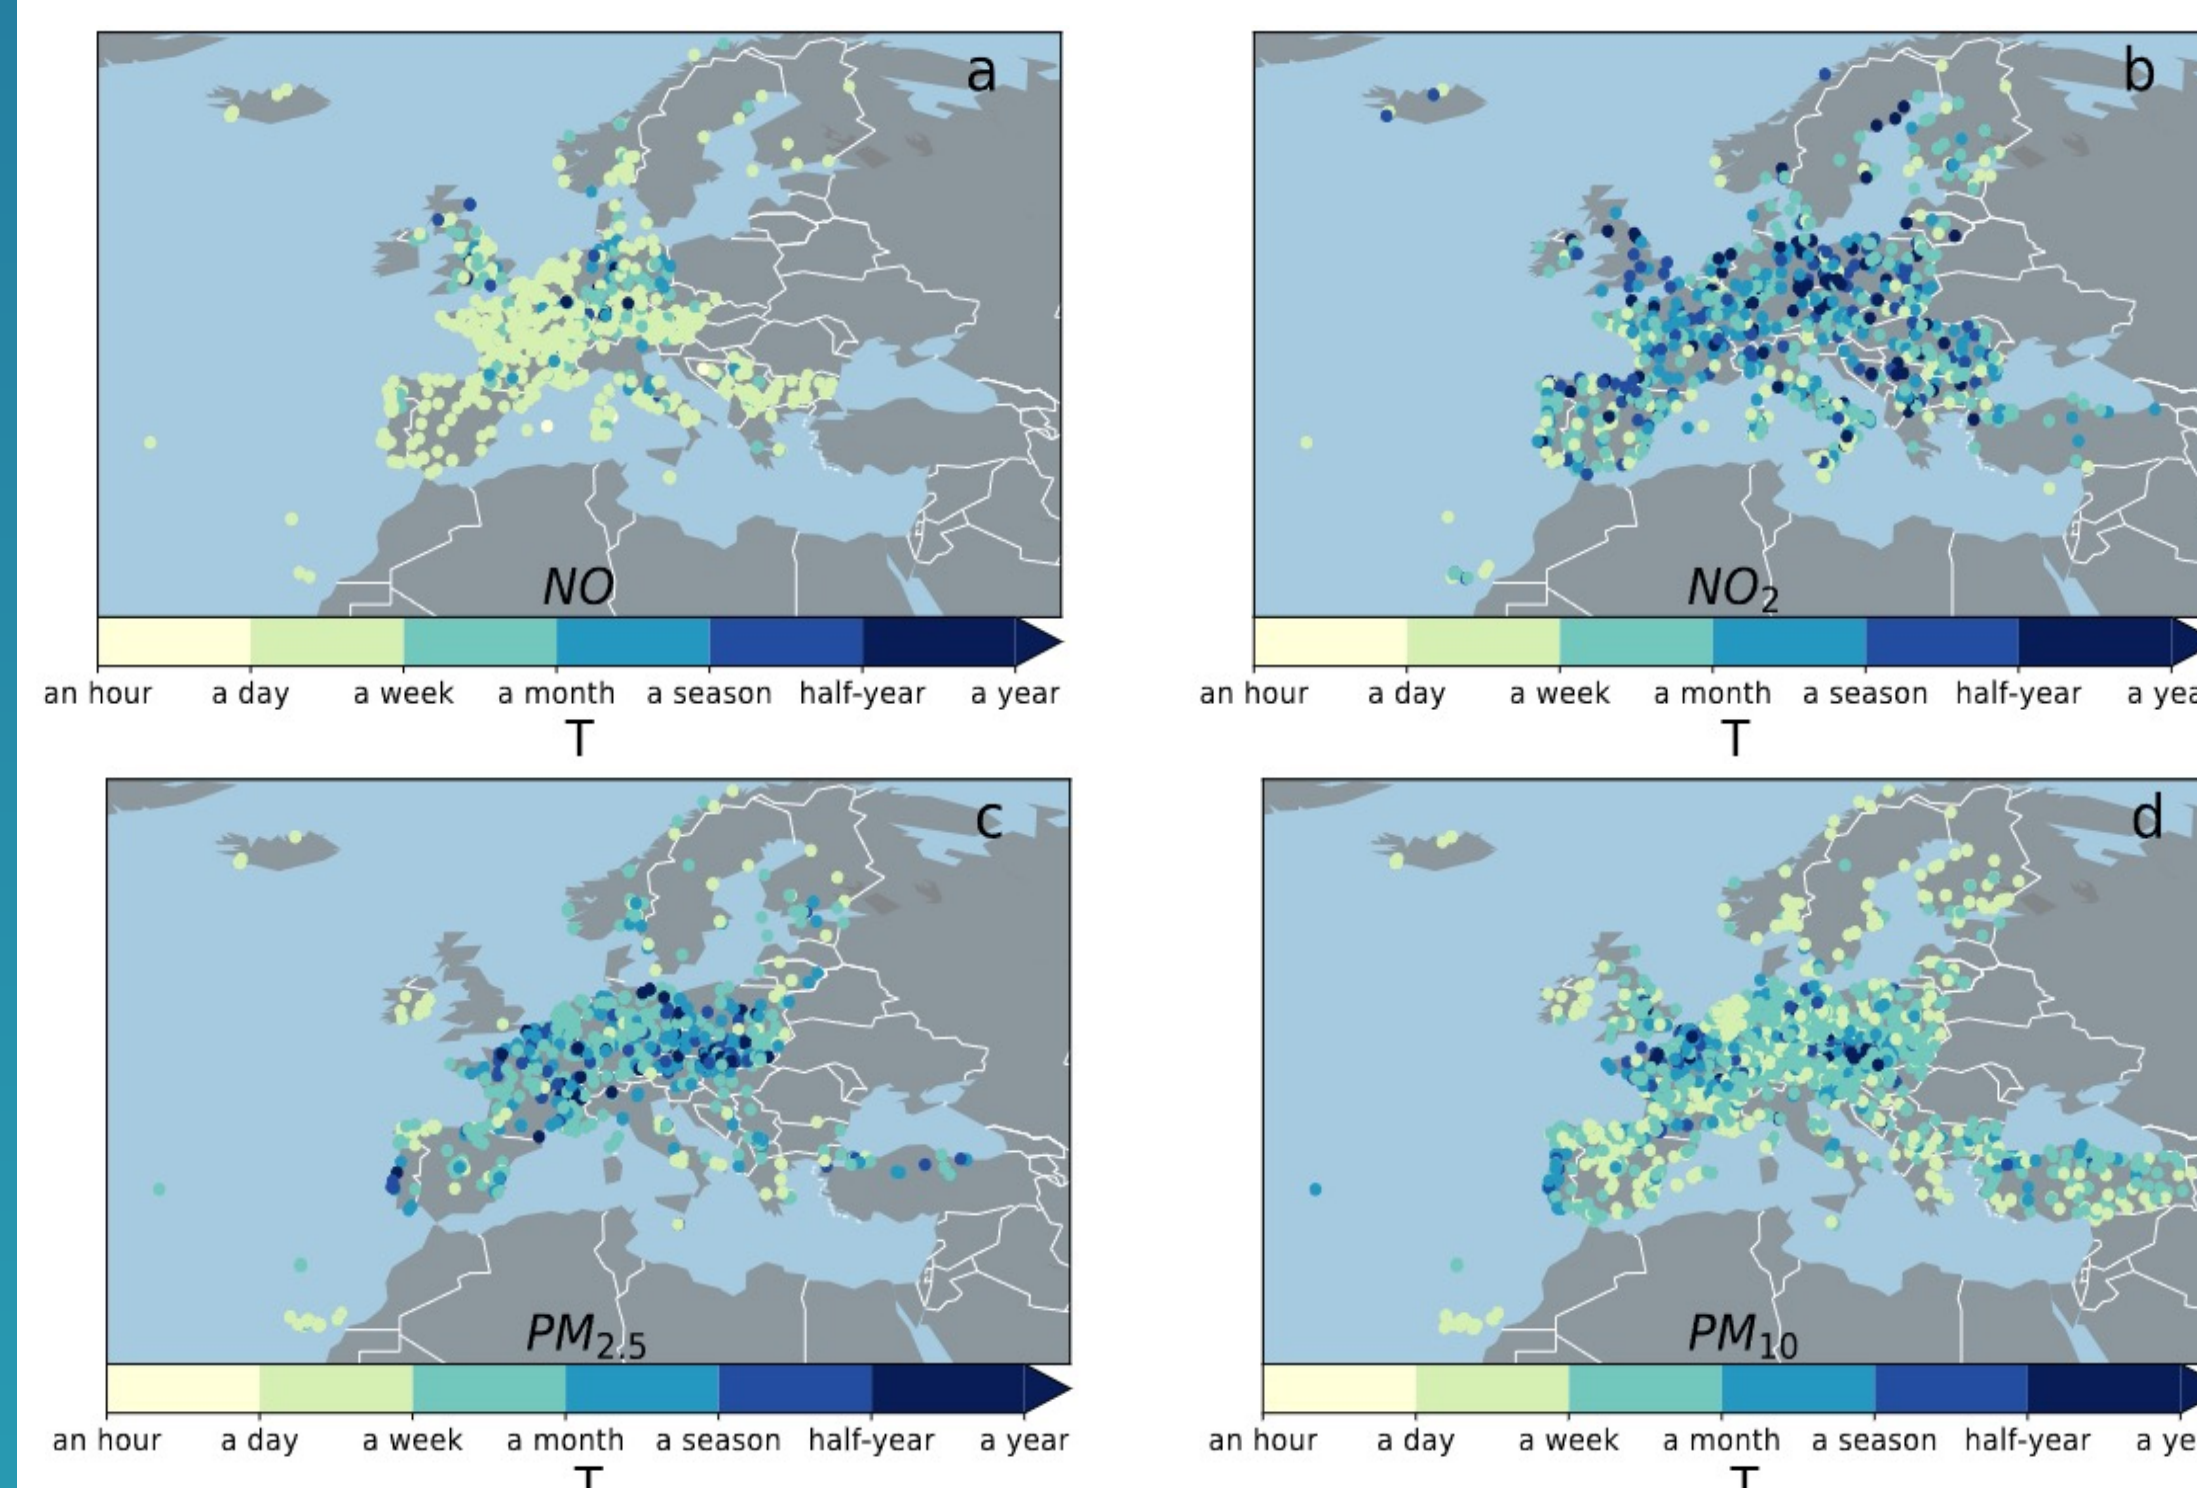 a
NO
an hour a day a week a month a season half-year a year
T
b
NO₂
an hour a day a week a month a season half-year a yea
T
c
PM₂.₅
an hour a day a week a month a season half-year a year
T
d
PM₁₀
an hour a day a week a month a season half-year a ye
T